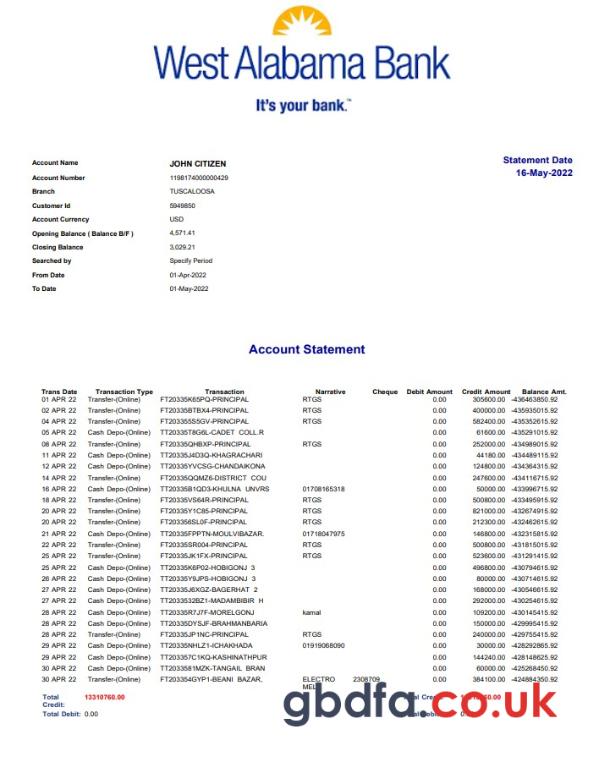 West Alabama Bank
It's your bank.™
Statement Date
16-May-2022
Account Name JOHN CITIZEN
Account Number 1198174000000429
Branch TUSCALOOSA
Customer Id 5949850
Account Currency USD
Opening Balance ( Balance B/F ) 4,571.41
Closing Balance 3,029.21
Searched by Specify Period
From Date 01-Apr-2022
To Date 01-May-2022
Account Statement
Trans Date Transaction Type Transaction Narrative Cheque Debit Amount Credit Amount Balance Amt.
01 APR 22 Transfer-(Online) FT20335K65PQ-PRINCIPAL RTGS 0.00 305600.00 -436463850.92
02 APR 22 Transfer-(Online) FT20335BTBX4-PRINCIPAL RTGS 0.00 400000.00 -435935015.92
04 APR 22 Transfer-(Online) FT203355S5GV-PRINCIPAL RTGS 0.00 582400.00 -435352615.92
05 APR 22 Cash Depo-(Online) TT20335T8G6L-CADET COLL.R 0.00 61600.00 -435291015.92
08 APR 22 Transfer-(Online) FT20335QHBXP-PRINCIPAL RTGS 0.00 252000.00 -434989015.92
11 APR 22 Cash Depo-(Online) TT20335J4D3Q-KHAGRACHARI 0.00 44180.00 -434489115.92
12 APR 22 Cash Depo-(Online) TT20335YVCSG-CHANDAIKONA 0.00 124800.00 -434364315.92
14 APR 22 Cash Depo-(Online) TT20335QQMZ6-DISTRICT COU 0.00 247600.00 -434116715.92
16 APR 22 Cash Depo-(Online) TT20335B1QD3-KHULNA UNVRS 01708165318 0.00 50000.00 -433996715.92
18 APR 22 Transfer-(Online) FT20335VS64R-PRINCIPAL RTGS 0.00 500800.00 -433495915.92
20 APR 22 Transfer-(Online) FT20335Y1C85-PRINCIPAL RTGS 0.00 821000.00 -432674915.92
20 APR 22 Transfer-(Online) FT203356SL0F-PRINCIPAL RTGS 0.00 212300.00 -432462615.92
21 APR 22 Cash Depo-(Online) TT20335FPPTN-MOULVIBAZAR. 01718047975 0.00 146800.00 -432315815.92
22 APR 22 Transfer-(Online) FT20335SR004-PRINCIPAL RTGS 0.00 500800.00 -431815015.92
25 APR 22 Transfer-(Online) FT20335JK1FX-PRINCIPAL RTGS 0.00 523600.00 -431291415.92
25 APR 22 Cash Depo-(Online) TT20335K6P02-HOBIGONJ 3 0.00 496800.00 -430794615.92
26 APR 22 Cash Depo-(Online) TT20335Y9JPS-HOBIGONJ 3 0.00 80000.00 -430714615.92
27 APR 22 Cash Depo-(Online) TT20335J6XGZ-BAGERHAT 2 0.00 168000.00 -430546615.92
27 APR 22 Cash Depo-(Online) TT2033532BZ1-MADAMBIBIR H 0.00 292000.00 -430254615.92
28 APR 22 Cash Depo-(Online) TT20335R7J7F-MORELGONJ kamal 0.00 109200.00 -430145415.92
28 APR 22 Cash Depo-(Online) TT20335DYSJF-BRAHMANBARIA 0.00 150000.00 -429995415.92
28 APR 22 Transfer-(Online) FT20335JP1NC-PRINCIPAL RTGS 0.00 240000.00 -429755415.92
29 APR 22 Cash Depo-(Online) TT20335NHLZ1-ICHAKHADA 01919068090 0.00 30000.00 -428292865.92
29 APR 22 Cash Depo-(Online) TT203357C1KQ-KASHINATHPUR 0.00 144240.00 -428148625.92
30 APR 22 Cash Depo-(Online) TT203358 1MZK-TANGAIL BRAN 0.00 60000.00 -425268450.92
30 APR 22 Transfer-(Online) FT203354GYP1-BEANI BAZAR, ELECTRO MELA 2308709 0.00 384100.00 -424884350.92
Total Credit: 13319760.00
Total Debit: 0.00
gbdfa.co.uk